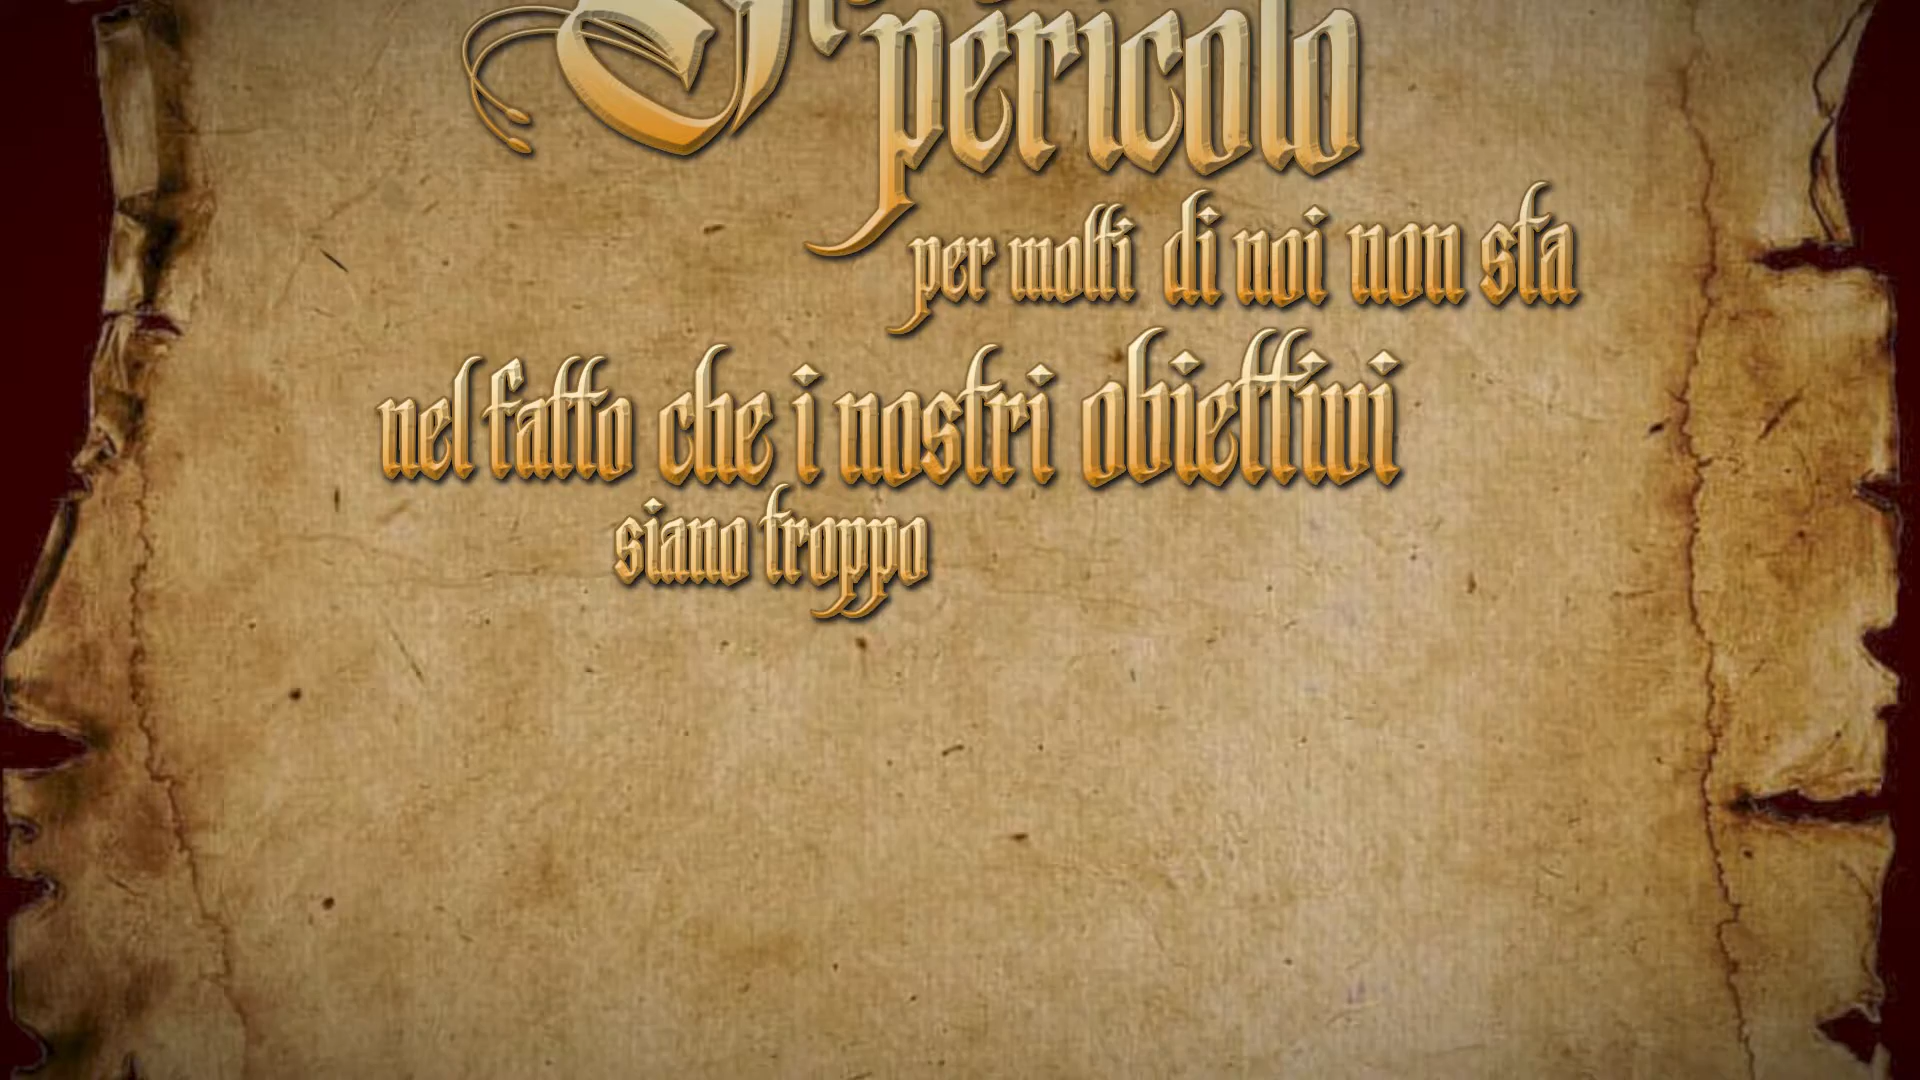 pericolo
per molti di noi non sta
nel fatto che i nostri obiettivi
siano troppo